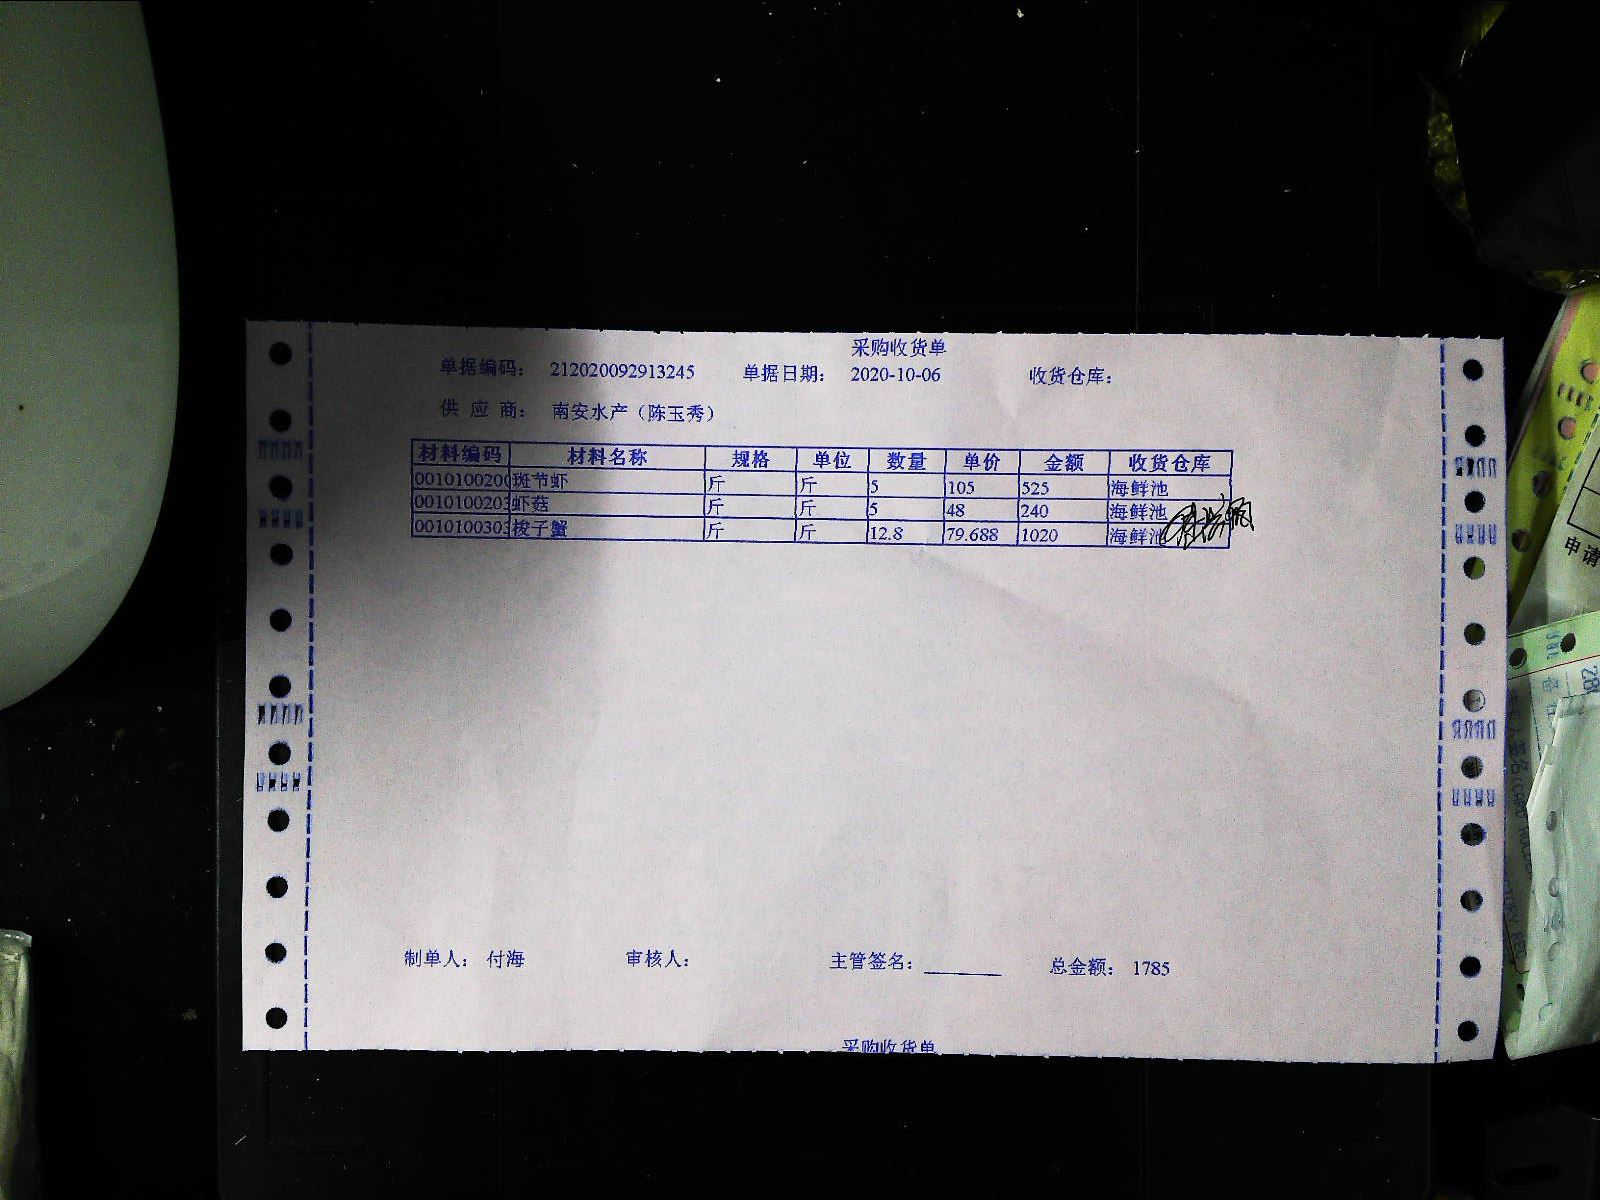 采购收货单
单据编码: 212020092913245 单据日期: 2020-10-06 收货仓库:
供 应 商: 南安水产（陈玉秀）
材料编码 材料名称 规格 单位 数量 单价 金额 收货仓库
0010100200 斑节虾 斤 斤 5 105 525 海鲜池
0010100203 虾菇 斤 斤 5 48 240 海鲜池
0010100303 梭子蟹 斤 斤 12.8 79.688 1020 海鲜池
制单人: 付海 审核人: 主管签名: 总金额: 1785
采购收货单
申请